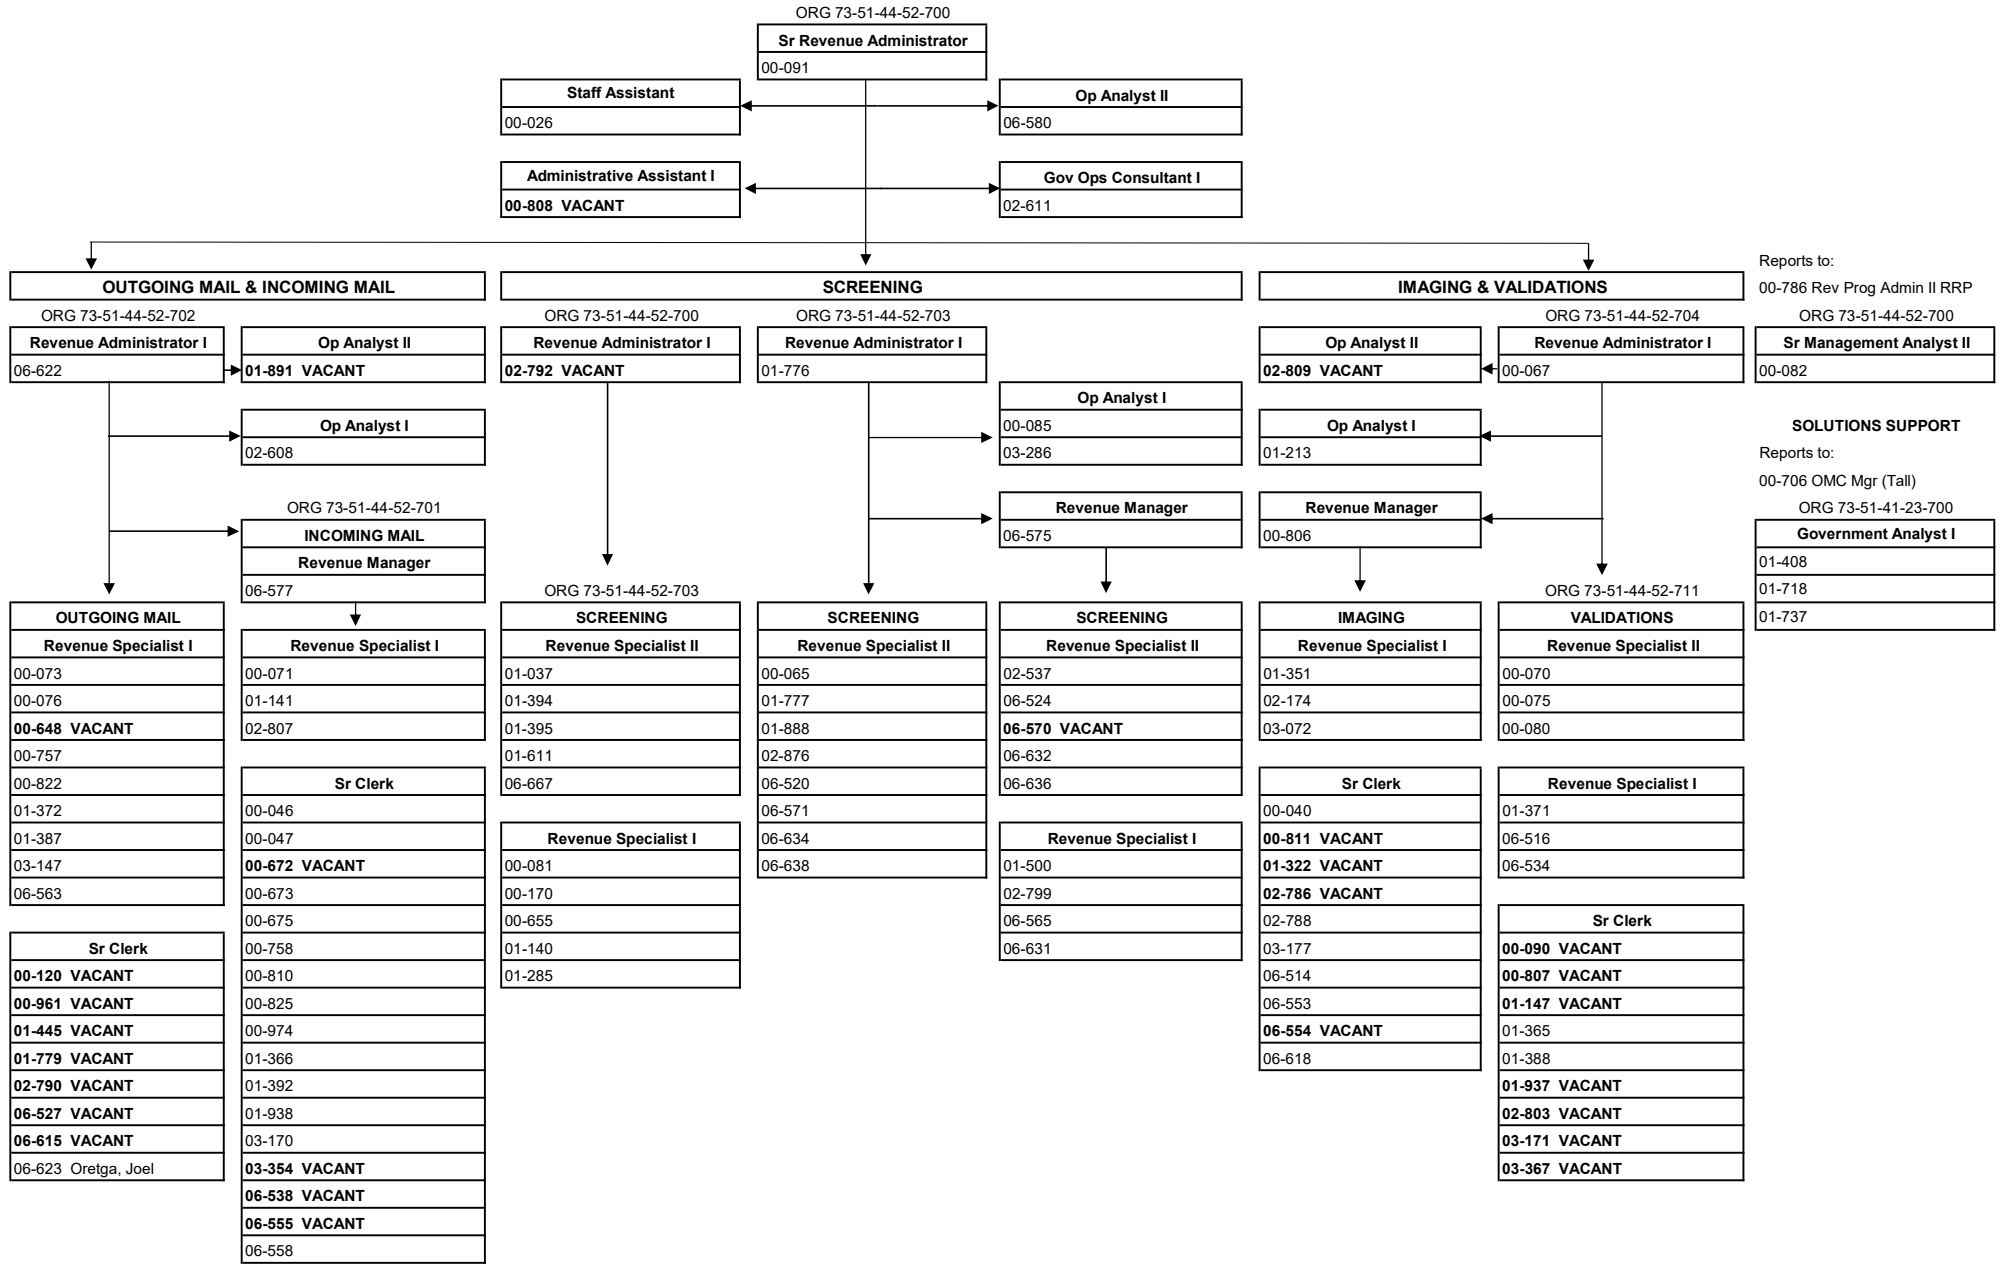 ORG 73-51-44-52-700
Sr Revenue Administrator
00-091
Staff Assistant
00-026
Op Analyst II
06-580
Administrative Assistant I
00-808 VACANT
Gov Ops Consultant I
02-611
OUTGOING MAIL & INCOMING MAIL
ORG 73-51-44-52-702
Revenue Administrator I
06-622
Op Analyst II
01-891 VACANT
Op Analyst I
02-608
ORG 73-51-44-52-701
INCOMING MAIL
Revenue Manager
06-577
OUTGOING MAIL
Revenue Specialist I
00-073
00-076
00-648 VACANT
00-757
00-822
01-372
01-387
03-147
06-563
Sr Clerk
00-120 VACANT
00-961 VACANT
01-445 VACANT
01-779 VACANT
02-790 VACANT
06-527 VACANT
06-615 VACANT
06-623 Oretga, Joel
Revenue Specialist I
00-071
01-141
02-807
Sr Clerk
00-046
00-047
00-672 VACANT
00-673
00-675
00-758
00-810
00-825
00-974
01-366
01-392
01-938
03-170
03-354 VACANT
06-538 VACANT
06-555 VACANT
06-558
SCREENING
ORG 73-51-44-52-700
Revenue Administrator I
02-792 VACANT
ORG 73-51-44-52-703
SCREENING
Revenue Specialist II
01-037
01-394
01-395
01-611
06-667
Revenue Specialist I
00-081
00-170
00-655
01-140
01-285
ORG 73-51-44-52-703
Revenue Administrator I
01-776
Op Analyst I
00-085
03-286
Revenue Manager
06-575
SCREENING
Revenue Specialist II
00-065
01-777
01-888
02-876
06-520
06-571
06-634
06-638
SCREENING
Revenue Specialist II
02-537
06-524
06-570 VACANT
06-632
06-636
Revenue Specialist I
01-500
02-799
06-565
06-631
IMAGING & VALIDATIONS
ORG 73-51-44-52-704
Op Analyst II
02-809 VACANT
Revenue Administrator I
00-067
Op Analyst I
01-213
Revenue Manager
00-806
IMAGING
Revenue Specialist I
01-351
02-174
03-072
Sr Clerk
00-040
00-811 VACANT
01-322 VACANT
02-786 VACANT
02-788
03-177
06-514
06-553
06-554 VACANT
06-618
ORG 73-51-44-52-711
VALIDATIONS
Revenue Specialist II
00-070
00-075
00-080
Revenue Specialist I
01-371
06-516
06-534
Sr Clerk
00-090 VACANT
00-807 VACANT
01-147 VACANT
01-365
01-388
01-937 VACANT
02-803 VACANT
03-171 VACANT
03-367 VACANT
Reports to:
00-786 Rev Prog Admin II RRP
ORG 73-51-44-52-700
Sr Management Analyst II
00-082
SOLUTIONS SUPPORT
Reports to:
00-706 OMC Mgr (Tall)
ORG 73-51-41-23-700
Government Analyst I
01-408
01-718
01-737